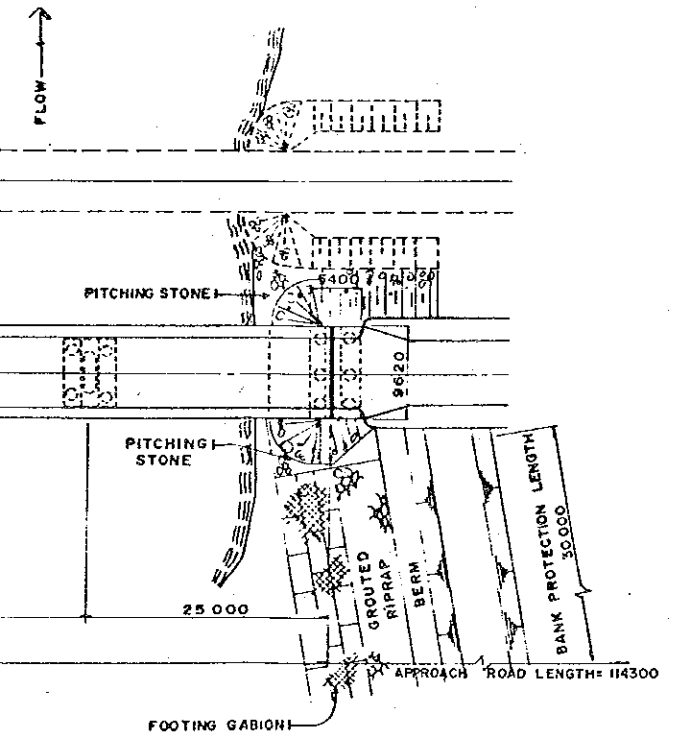 FLOW
PITCHING STONE
5400
9620
PITCHING
STONE
25 000
GROUTED
RIPRAP
BERM
BANK PROTECTION LENGTH
30,000
APPROACH ROAD LENGTH= 114300
FOOTING GABION